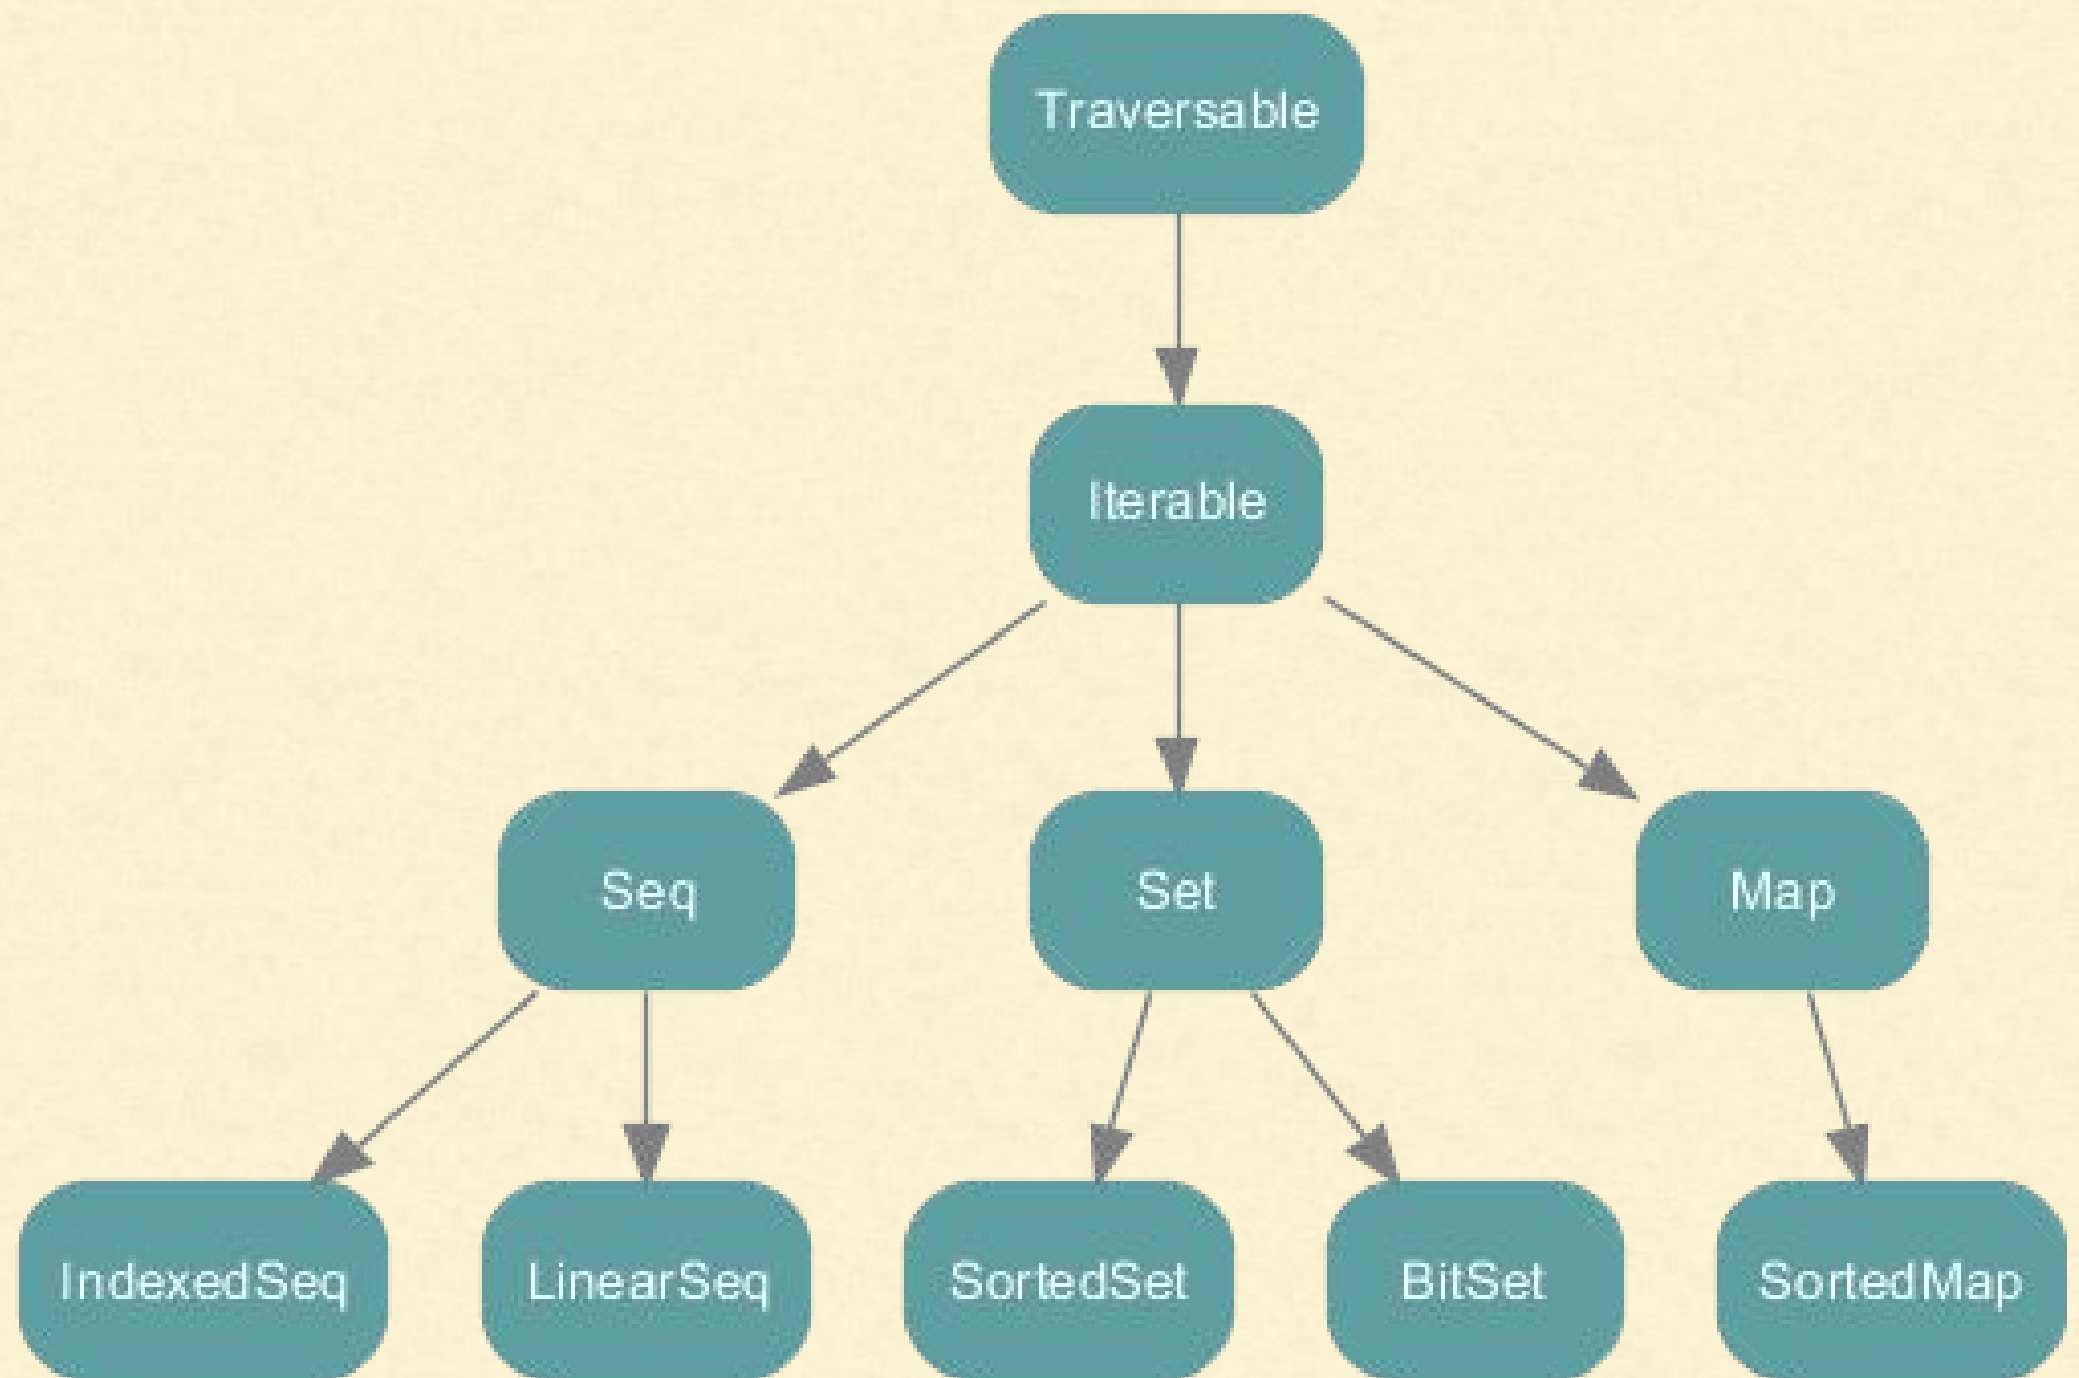 Traversable
Iterable
Seq
Set
Map
IndexedSeq
LinearSeq
SortedSet
BitSet
SortedMap